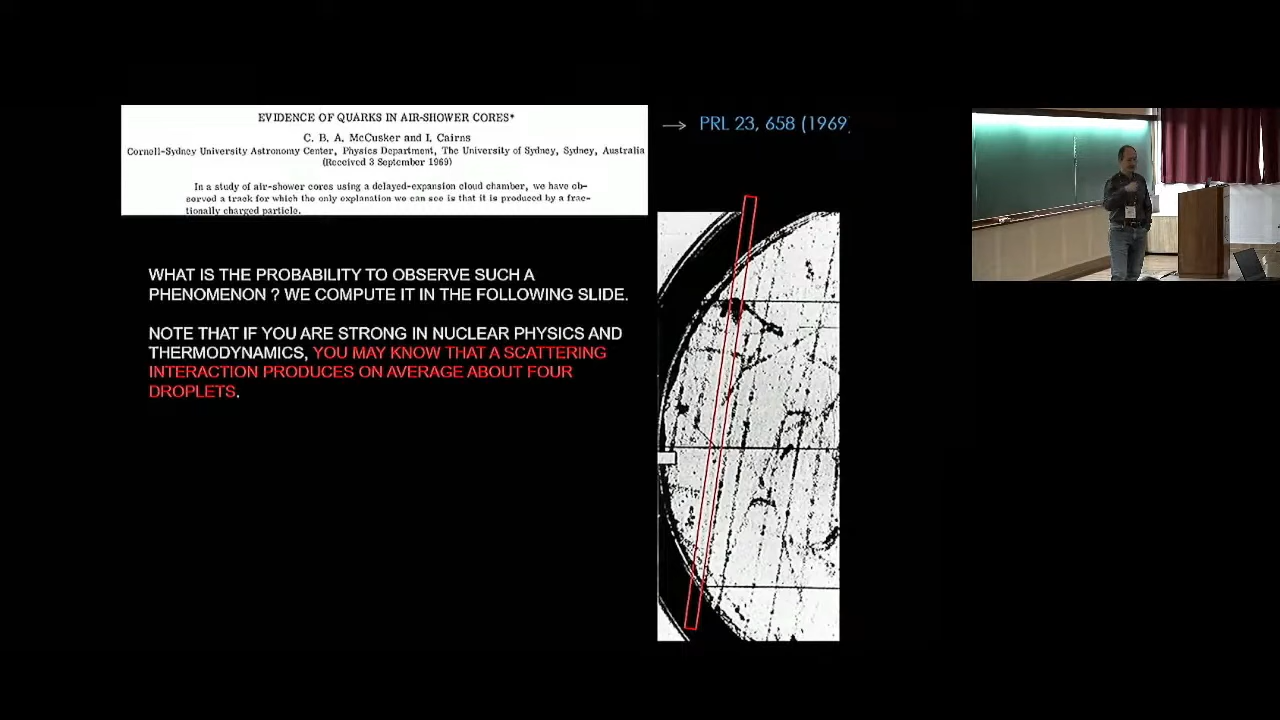 EVIDENCE OF QUARKS IN AIR-SHOWER CORES*
C. B. A. McCusker and I. Cairns
Cornell-Sydney University Astronomy Center, Physics Department, The University of Sydney, Sydney, Australia
(Received 3 September 1969)
In a study of air-shower cores using a delayed-expansion cloud chamber, we have ob-
served a track for which the only explanation we can see is that it is produced by a frac-
tionally charged particle.
→ PRL 23, 658 (1969)
WHAT IS THE PROBABILITY TO OBSERVE SUCH A
PHENOMENON ? WE COMPUTE IT IN THE FOLLOWING SLIDE.
NOTE THAT IF YOU ARE STRONG IN NUCLEAR PHYSICS AND
THERMODYNAMICS, YOU MAY KNOW THAT A SCATTERING
INTERACTION PRODUCES ON AVERAGE ABOUT FOUR
DROPLETS.